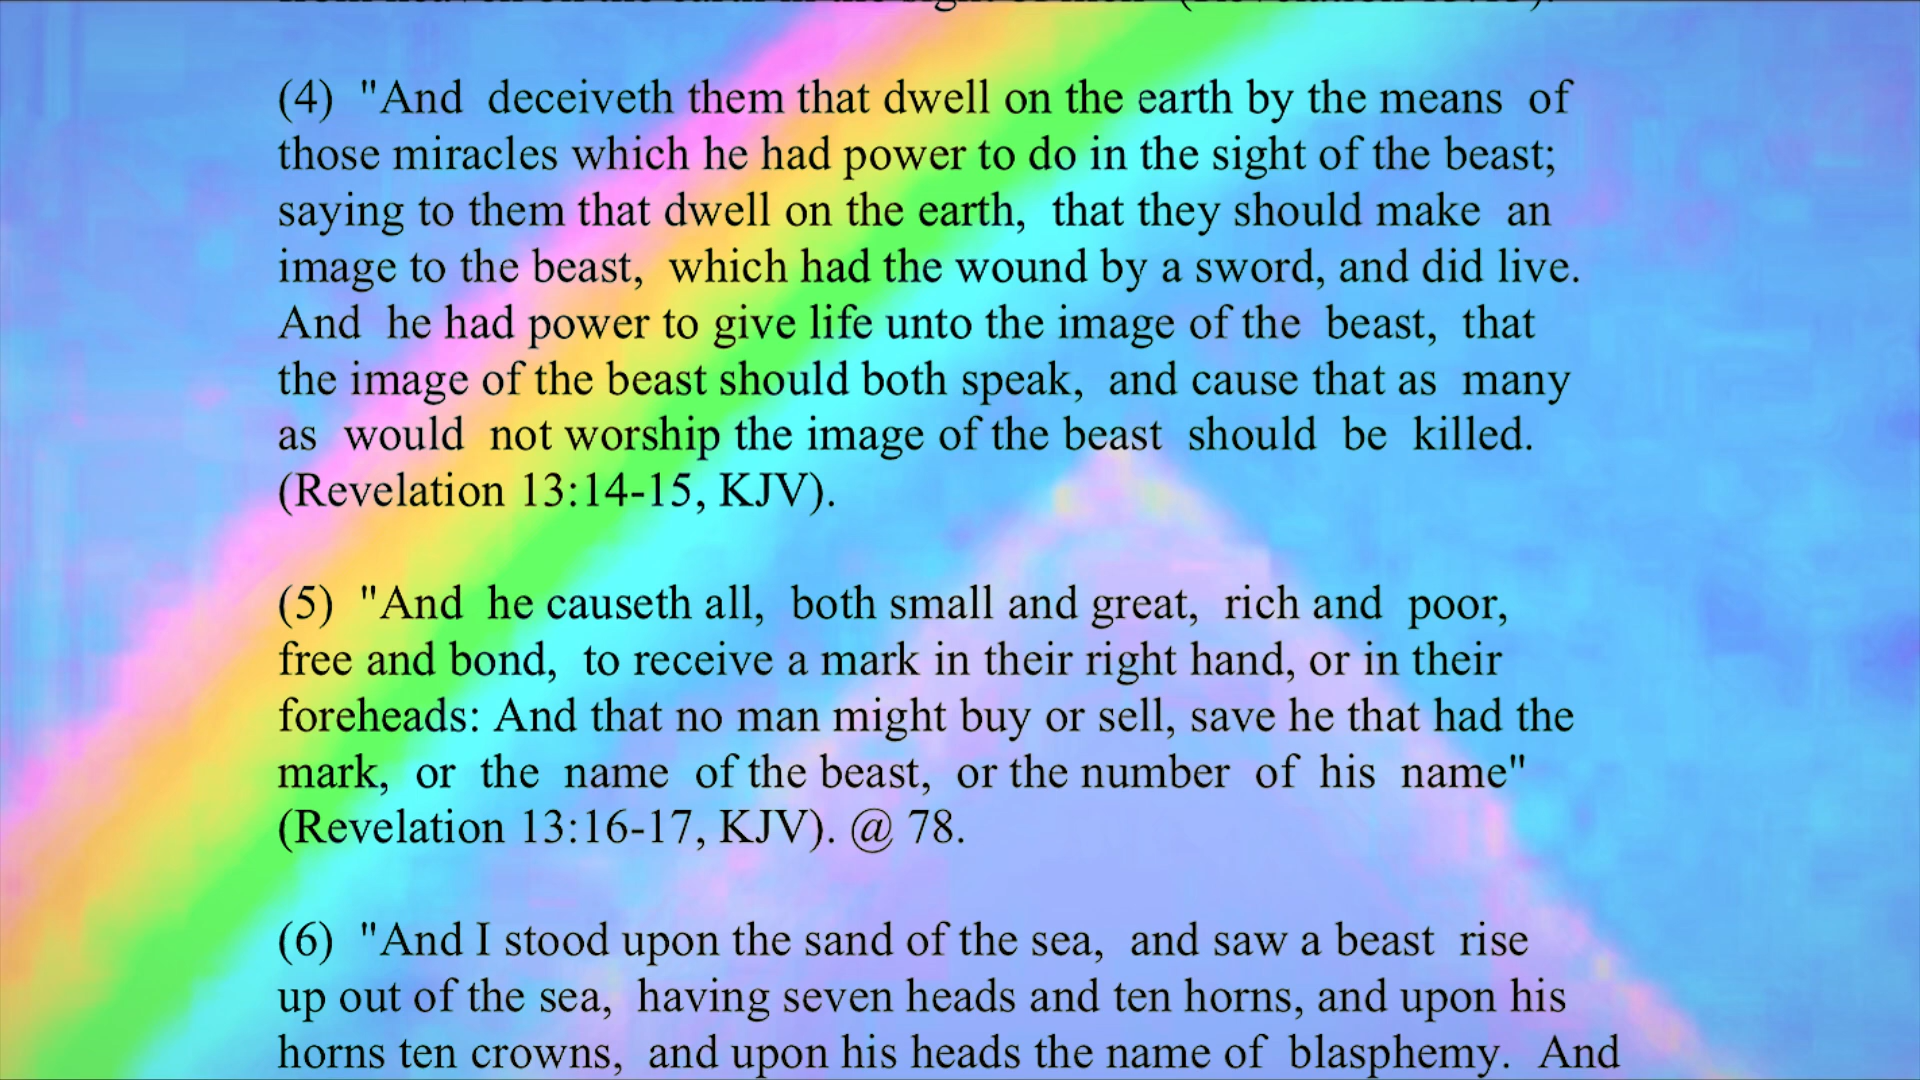 (4) "And deceiveth them that dwell on the earth by the means of
those miracles which he had power to do in the sight of the beast;
saying to them that dwell on the earth, that they should make an
image to the beast, which had the wound by a sword, and did live.
And he had power to give life unto the image of the beast, that
the image of the beast should both speak, and cause that as many
as would not worship the image of the beast should be killed.
(Revelation 13:14-15, KJV).
(5) "And he causeth all, both small and great, rich and poor,
free and bond, to receive a mark in their right hand, or in their
foreheads: And that no man might buy or sell, save he that had the
mark, or the name of the beast, or the number of his name"
(Revelation 13:16-17, KJV). @ 78.
(6) "And I stood upon the sand of the sea, and saw a beast rise
up out of the sea, having seven heads and ten horns, and upon his
horns ten crowns, and upon his heads the name of blasphemy. And